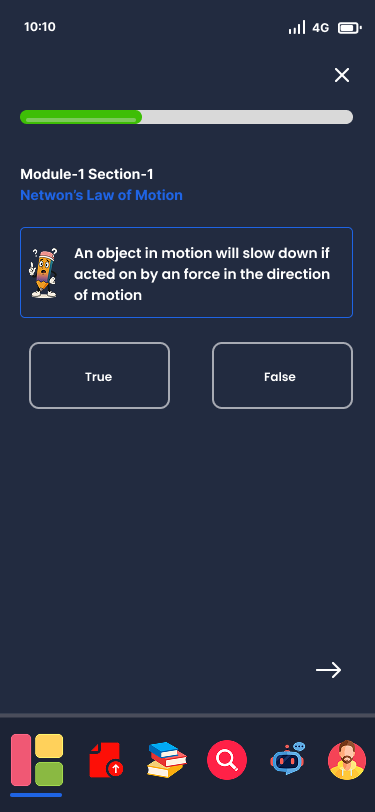 10:10
4G
Module-1 Section-1
Netwon's Law of Motion
An object in motion will slow down if
acted on by an force in the direction
of motion
True
False